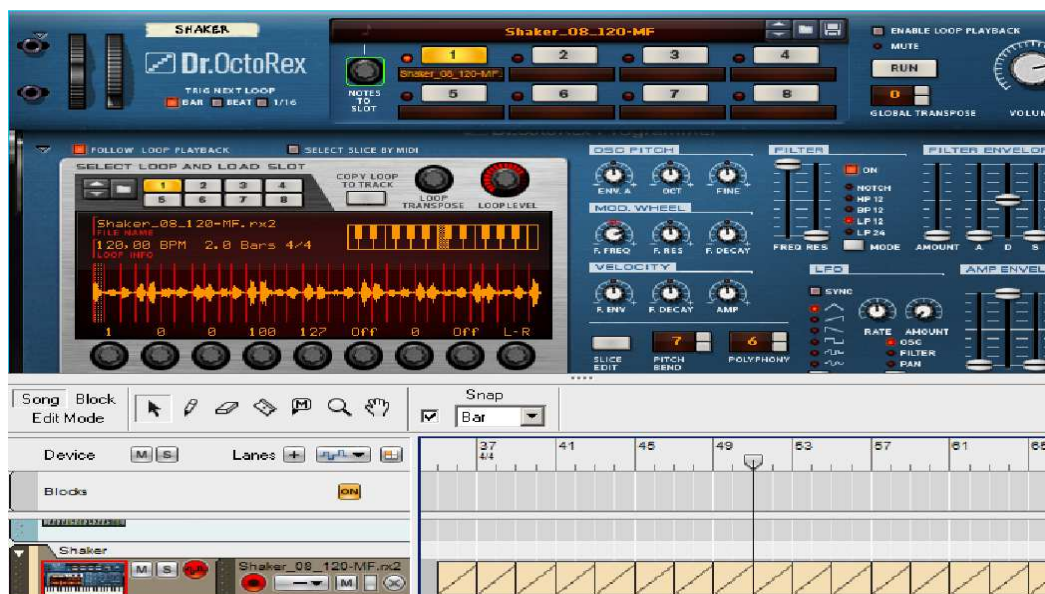 SHAKER
Dr.OctoRex
TRIG NEXT LOOP
BAR BEAT 1/16
NOTES TO SLOT
Shaker_08_120-MF
1 2 3 4
Shaker_08_120-MF.
5 6 7 8
ENABLE LOOP PLAYBACK
MUTE
RUN
0
GLOBAL TRANSPOSE
VOLUM
FOLLOW LOOP PLAYBACK
SELECT SLICE BY MIDI
SELECT LOOP AND LOAD SLOT
1 2 3 4
5 6 7 8
COPY LOOP TO TRACK
LOOP TRANSPOSE
LOOP LEVEL
Shaker_08_120-MF.rx2
FILE NAME
120.00 BPM 2.0 Bars 4/4
LOOP INFO
1 0 0 100 127 Off 0 Off L-R
OSC PITCH
ENV. A OCT FINE
MOD. WHEEL
F. FREQ F. RES F. DECAY
VELOCITY
F. ENV F. DECAY AMP
SLICE EDIT
7
PITCH BEND
6
POLYPHONY
FILTER
ON
NOTCH
HP 12
BP 12
LP 12
LP 24
FREQ RES MODE
FILTER ENVELOP
AMOUNT A D S
LFO
SYNC
RATE AMOUNT
OSC
FILTER
PAN
AMP ENVEL
Song Block
Edit Mode
Snap
Bar
Device M S Lanes
37 41 45 49 53 57 61 65
4/4
Blocks ON
Shaker
M S
Shaker_08_120-MF.rx2
M